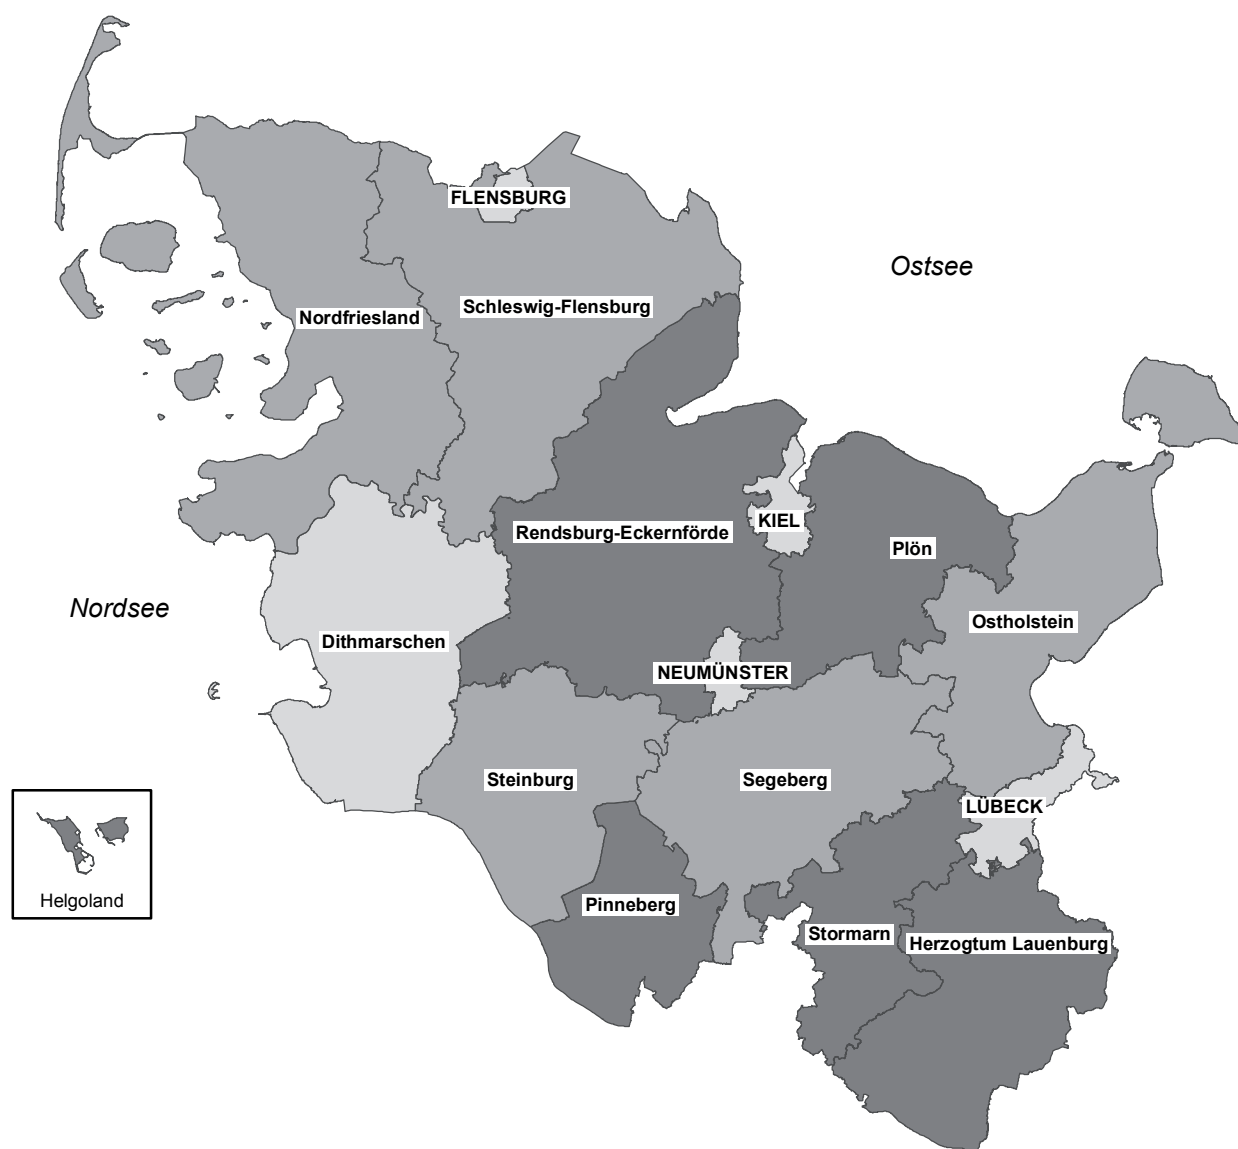 FLENSBURG
Ostsee
Schleswig-Flensburg
Nordfriesland
KIEL
Rendsburg-Eckernförde
Plön
Nordsee
Ostholstein
Dithmarschen
NEUMÜNSTER
Steinburg
Segeberg
LÜBECK
Helgoland
Pinneberg
Stormarn
Herzogtum Lauenburg